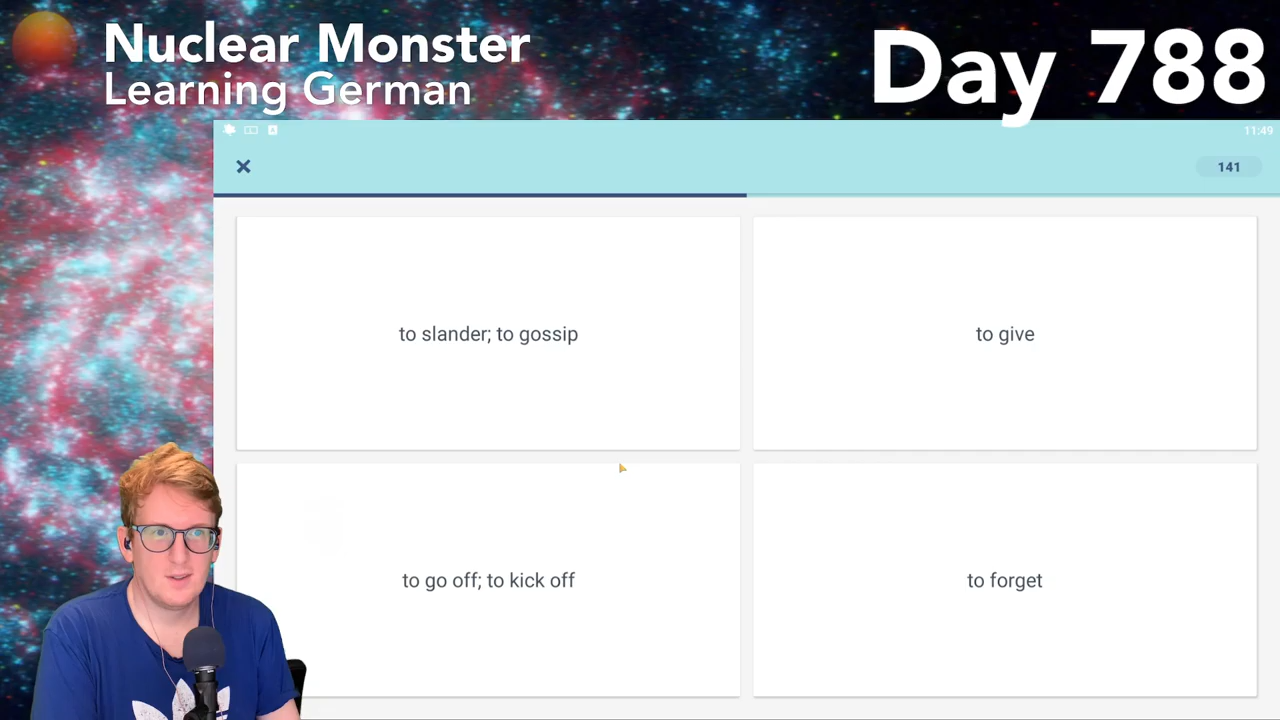 Nuclear Monster
Learning German
Day 788
11:49
141
to slander; to gossip
to give
to go off; to kick off
to forget